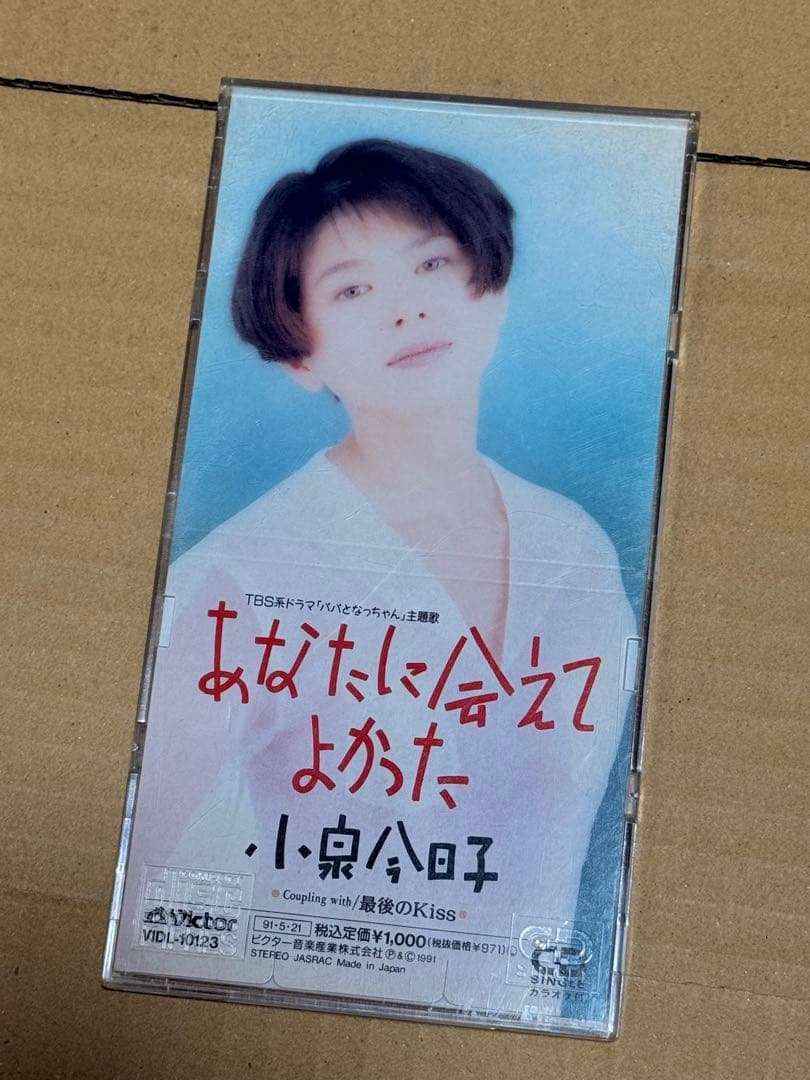 TBS系ドラマ「パパとなっちゃん」主題歌
あなたに会えて
よかった
小泉今日子
Coupling with/最後のKiss
COMPACT
disc
Victor
VIDL-10123
91・5・21 税込定価¥1,000(税抜価格¥971)
ビクター音楽産業株式会社 Ⓟ&Ⓒ1991
STEREO JASRAC Made in Japan
CD
SINGLE
カラオケ付